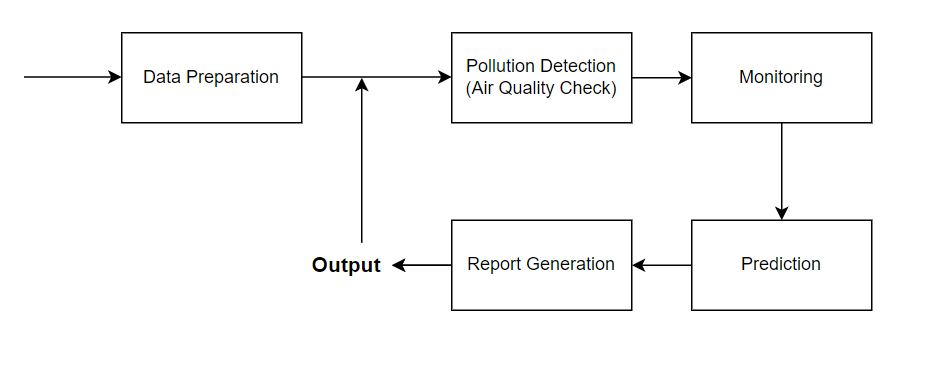 Data Preparation
Pollution Detection
(Air Quality Check)
Monitoring
Output
Report Generation
Prediction